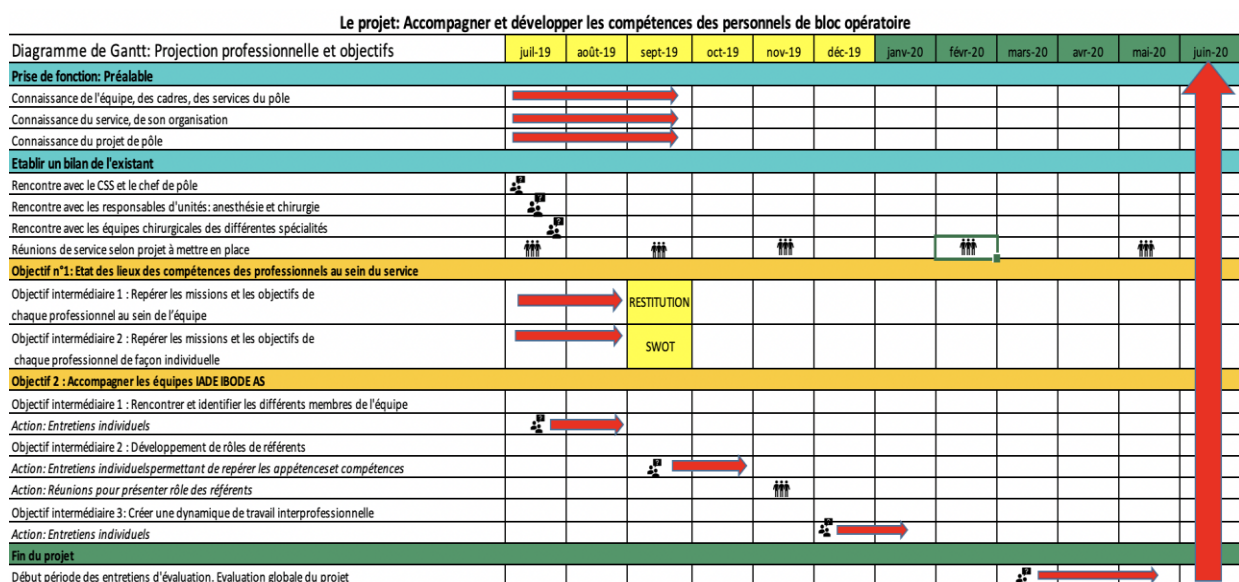 Le projet: Accompagner et développer les compétences des personnels de bloc opératoire
Diagramme de Gantt: Projection professionnelle et objectifs juil-19 août-19 sept-19 oct-19 nov-19 déc-19 janv-20 févr-20 mars-20 avr-20 mai-20 juin-20
Prise de fonction: Préalable
Connaissance de l'équipe, des cadres, des services du pôle
Connaissance du service, de son organisation
Connaissance du projet de pôle
Etablir un bilan de l'existant
Rencontre avec le CSS et le chef de pôle
Rencontre avec les responsables d'unités: anesthésie et chirurgie
Rencontre avec les équipes chirurgicales des différentes spécialités
Réunions de service selon projet à mettre en place
Objectif n°1: Etat des lieux des compétences des professionnels au sein du service
Objectif intermédiaire 1 : Repérer les missions et les objectifs de
chaque professionnel au sein de l'équipe
RESTITUTION
Objectif intermédiaire 2 : Repérer les missions et les objectifs de
chaque professionnel de façon individuelle
SWOT
Objectif 2 : Accompagner les équipes IADE IBODE AS
Objectif intermédiaire 1 : Rencontrer et identifier les différents membres de l'équipe
Action: Entretiens individuels
Objectif intermédiaire 2 : Développement de rôles de référents
Action: Entretiens individuelspermettant de repérer les appétenceset compétences
Action: Réunions pour présenter rôle des référents
Objectif intermédiaire 3: Créer une dynamique de travail interprofessionnelle
Action: Entretiens individuels
Fin du projet
Début période des entretiens d'évaluation. Evaluation globale du projet